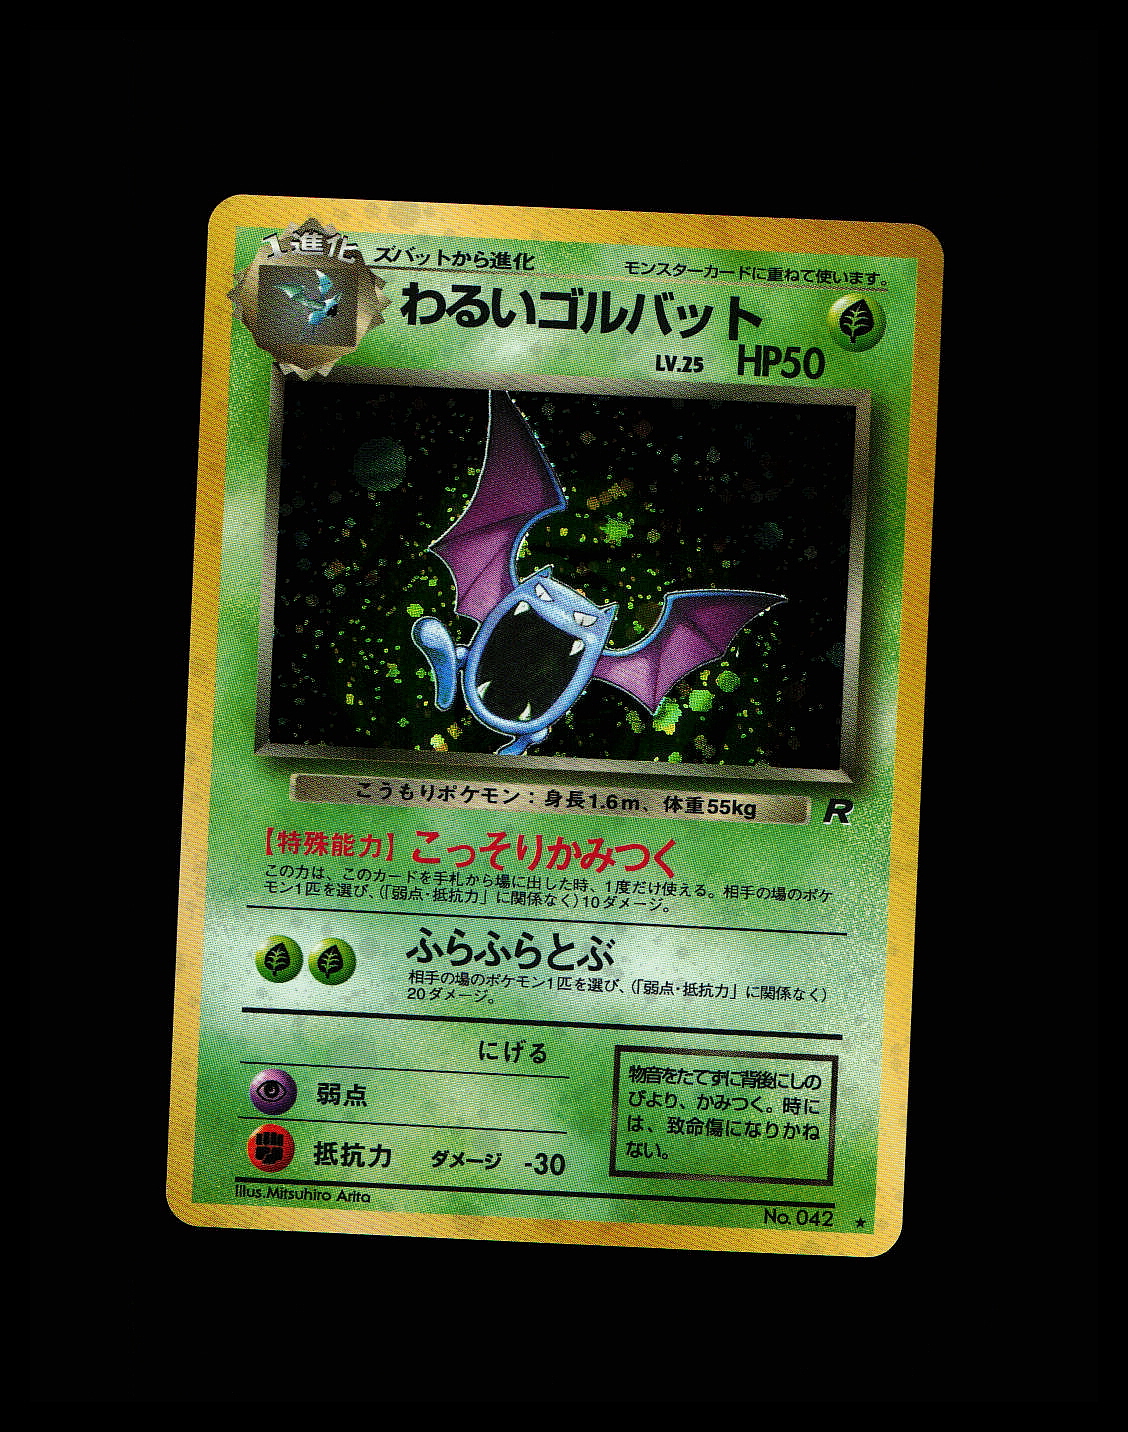 1進化
ズバットから進化
モンスターカードに重ねて使います。
わるいゴルバット
LV.25 HP50
こうもりポケモン：身長1.6m、体重55kg
R
【特殊能力】こっそりかみつく
この力は、このカードを手札から場に出した時、1度だけ使える。相手の場のポケ
モン1匹を選び、（「弱点・抵抗力」に関係なく）10ダメージ。
ふらふらとぶ
相手の場のポケモン1匹を選び、（「弱点・抵抗力」に関係なく）
20ダメージ。
にげる
弱点
抵抗力 ダメージ -30
物音をたてずに背後にしの
びより、かみつく。時に
は、致命傷になりかね
ない。
Illus.Mitsuhiro Arita
No.042 ★